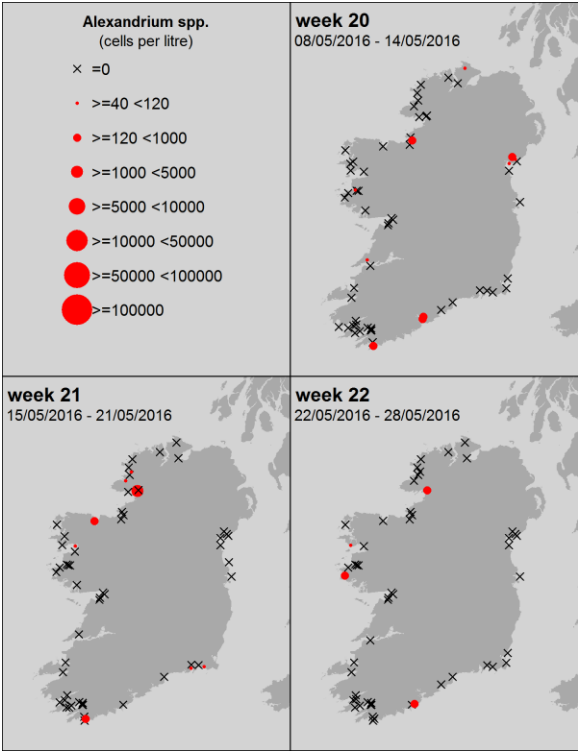 Alexandrium spp.
(cells per litre)
=0
>=40 <120
>=120 <1000
>=1000 <5000
>=5000 <10000
>=10000 <50000
>=50000 <100000
>=100000
week 20
08/05/2016 - 14/05/2016
week 21
15/05/2016 - 21/05/2016
week 22
22/05/2016 - 28/05/2016